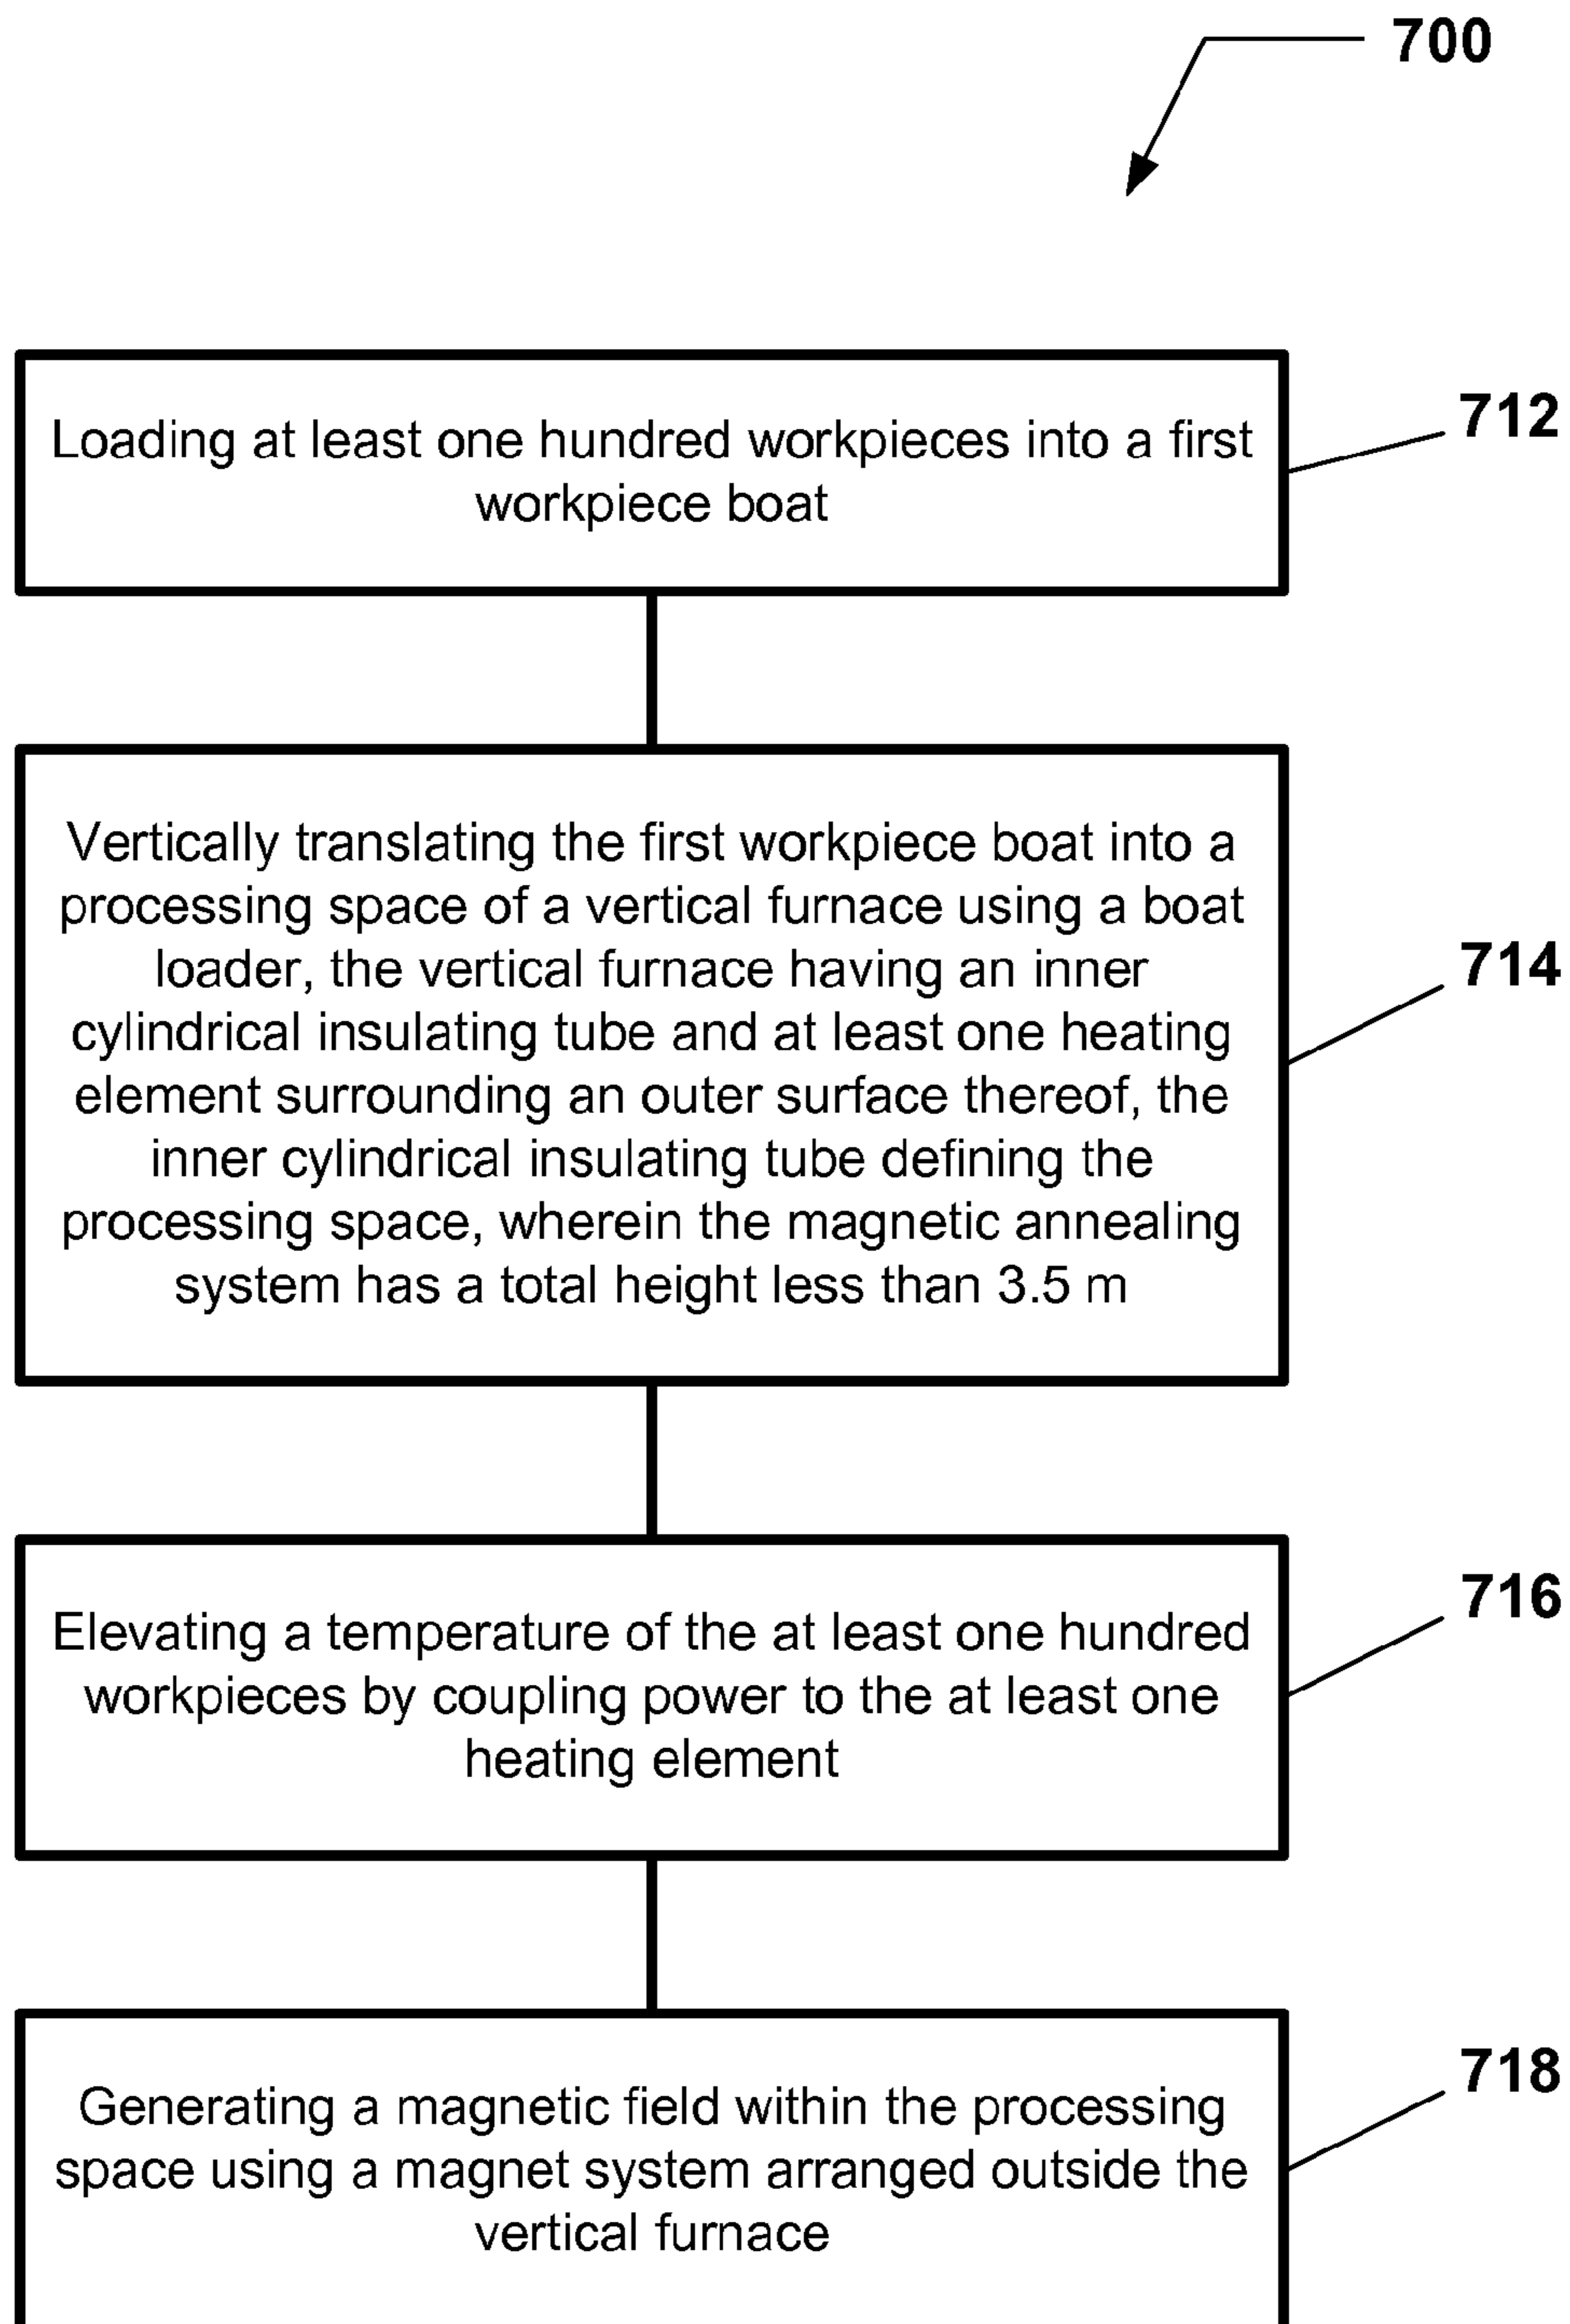 700
Loading at least one hundred workpieces into a first
workpiece boat
712
Vertically translating the first workpiece boat into a
processing space of a vertical furnace using a boat
loader, the vertical furnace having an inner
cylindrical insulating tube and at least one heating
element surrounding an outer surface thereof, the
inner cylindrical insulating tube defining the
processing space, wherein the magnetic annealing
system has a total height less than 3.5 m
714
Elevating a temperature of the at least one hundred
workpieces by coupling power to the at least one
heating element
716
Generating a magnetic field within the processing
space using a magnet system arranged outside the
vertical furnace
718